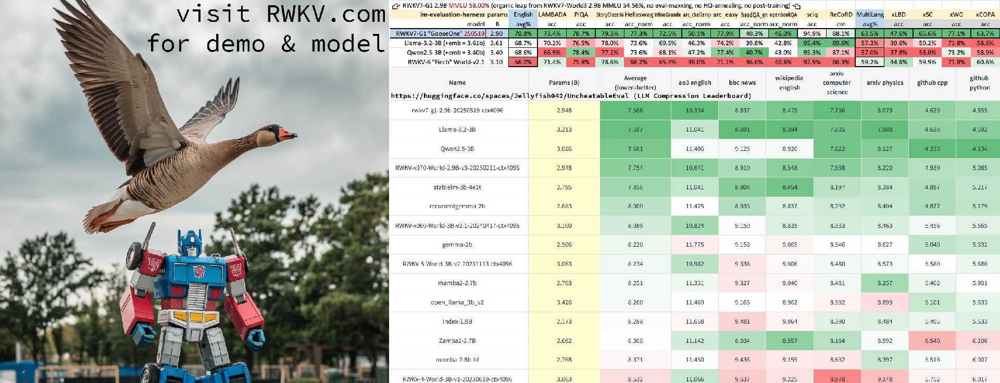 visit RWKV.com
for demo & model
👉 RWKV7-G1 2.9B MMLU 58.00% (organic leap from RWKV7-World3 2.9B MMLU 54.56%, no eval-maxxing, no HQ-annealing, no post-training) 👈
lm-evaluation-harness params English LAMBADA PIQA StoryCloze16 Hellaswag WinoGrande arc_challeng arc_easy headQA_en openbookQA sciq ReCoRD MultiLang xLBD xSC xWG xCOPA
model B avg% acc acc acc acc_norm acc acc_norm acc acc_norm acc_norm acc em avg% acc acc acc acc
RWKV7-G1 "GooseOne" 250519 2.90 70.8% 73.4% 78.7% 79.3% 77.3% 72.5% 50.1% 77.9% 40.3% 46.0% 94.9% 88.1% 63.5% 47.6% 65.6% 77.1% 63.7%
Llama-3.2-3B (+emb = 3.61b) 3.61 68.7% 70.2% 76.5% 78.0% 73.6% 69.5% 46.3% 74.2% 39.8% 42.8% 95.4% 89.6% 57.3% 39.6% 59.2% 71.8% 58.6%
Qwen2.5-3B (+emb = 3.40b) 3.40 68.6% 66.9% 78.4% 77.2% 73.6% 68.1% 47.2% 77.4% 40.7% 43.0% 95.3% 87.1% 57.0% 37.8% 58.0% 73.2% 58.9%
RWKV-6 "Finch" World-v2.1 3.10 66.0% 71.4% 75.8% 78.6% 68.2% 65.4% 39.0% 71.1% 36.6% 40.6% 92.9% 86.3% 59.2% 44.6% 59.9% 71.8% 60.6%
Name Params (B) Average (lower=better) ao3 english bbc news wikipedia english arxiv computer science arxiv physics github cpp github python
https://huggingface.co/spaces/Jellyfish042/UncheatableEval (LLM Compression Leaderboard)
rwkv7-g1-2.9b-20250519-ctx4096 2.948 7.566 10.334 8.837 8.479 7.736 8.079 4.639 4.855
Llama-3.2-3B 3.213 7.597 11.041 8.691 8.394 7.835 7.988 4.638 4.592
Qwen2.5-3B 3.086 7.681 11.406 9.125 8.920 7.822 8.127 4.233 4.134
RWKV-x070-World-2.9B-v3-20250211-ctx4096 2.948 7.754 10.641 8.910 8.548 7.938 8.220 4.939 5.085
stablelm-3b-4e1t 2.795 7.856 11.041 8.804 8.454 8.197 8.384 4.897 5.217
recurrentgemma-2b 2.683 8.000 11.475 8.935 8.837 8.292 8.404 4.877 5.179
RWKV-x060-World-3B-v2.1-20240417-ctx4096 3.100 8.089 10.824 9.150 8.835 8.333 8.463 5.456 5.565
gemma-2b 2.506 8.220 11.775 9.158 9.065 8.546 8.627 5.040 5.332
RWKV-5-World-3B-v2-20231113-ctx4096 3.063 8.234 10.982 9.338 9.006 8.480 8.573 5.580 5.680
mamba2-2.7b 2.703 8.251 11.351 9.327 9.040 8.481 8.257 5.402 5.901
open_llama_3b_v2 3.426 8.260 11.469 9.165 8.962 8.592 8.899 5.101 5.633
Index-1.9B 2.173 8.288 11.658 9.481 9.064 8.390 8.484 5.405 5.533
Zamba2-2.7B 2.662 8.308 11.142 8.934 8.557 8.184 8.592 6.540 6.206
mamba-2.8b-hf 2.768 8.371 11.450 9.436 9.159 8.632 8.397 5.516 6.007
RWKV-4-World-3B-v1-20230619-ctx4096 3.063 8.532 11.066 9.537 9.225 8.978 9.148 5.752 6.017